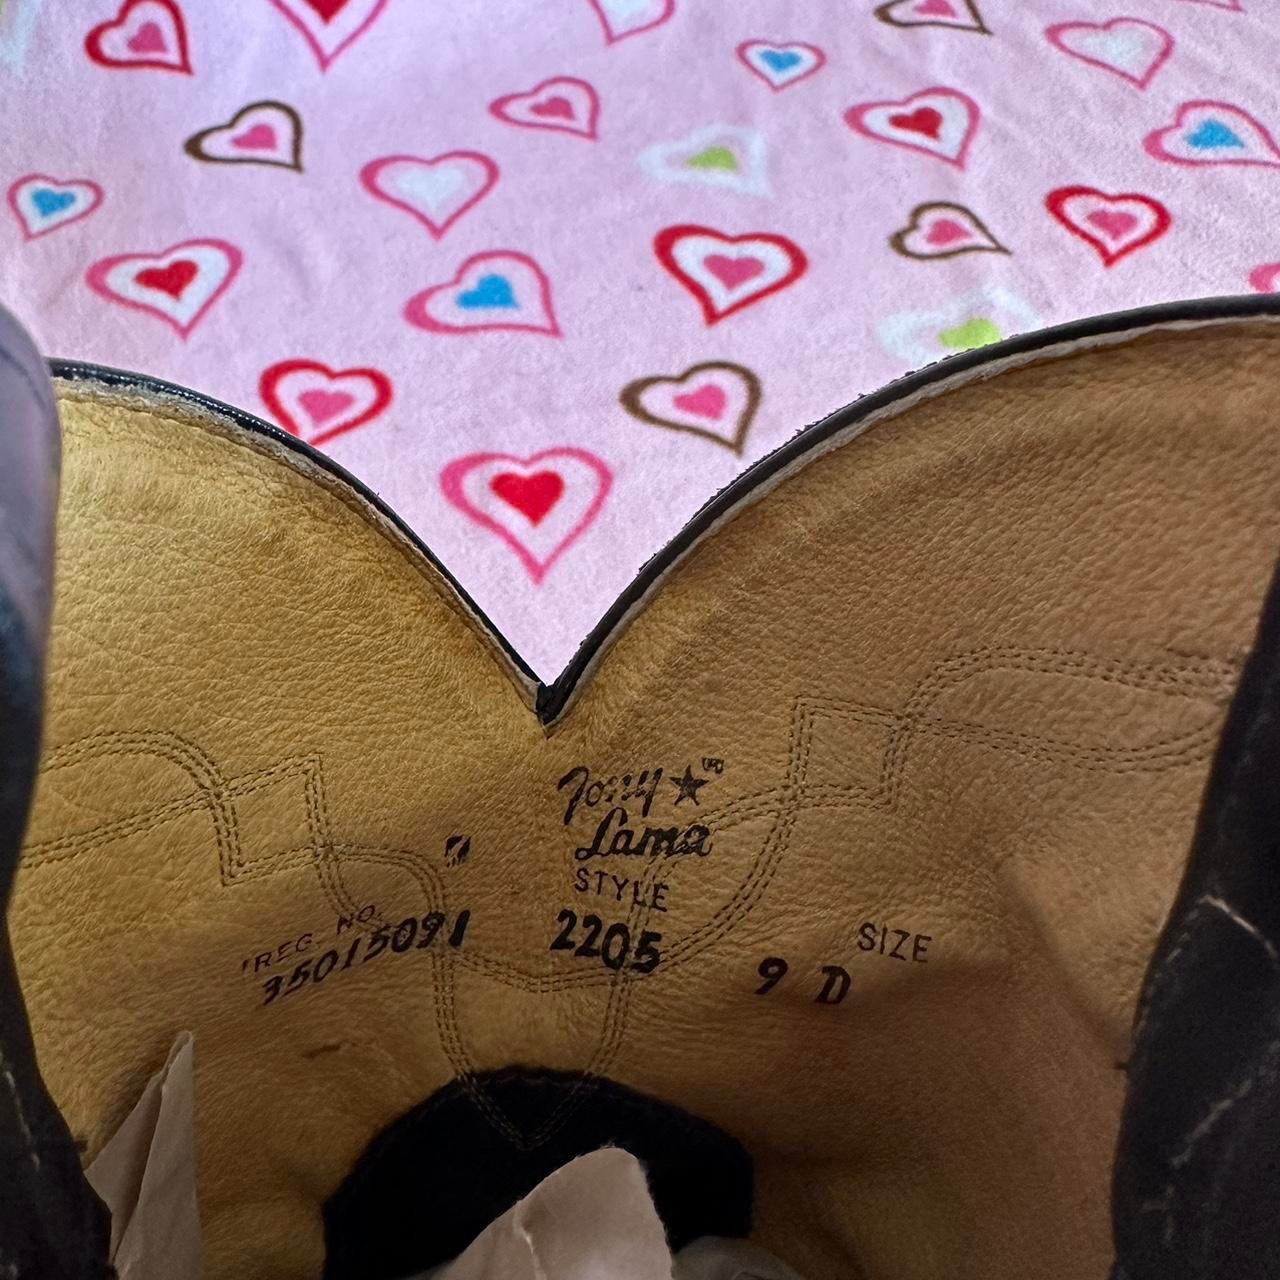 Tony ★
Lama
STYLE
2205
REG. NO.
35015091
SIZE
9 D